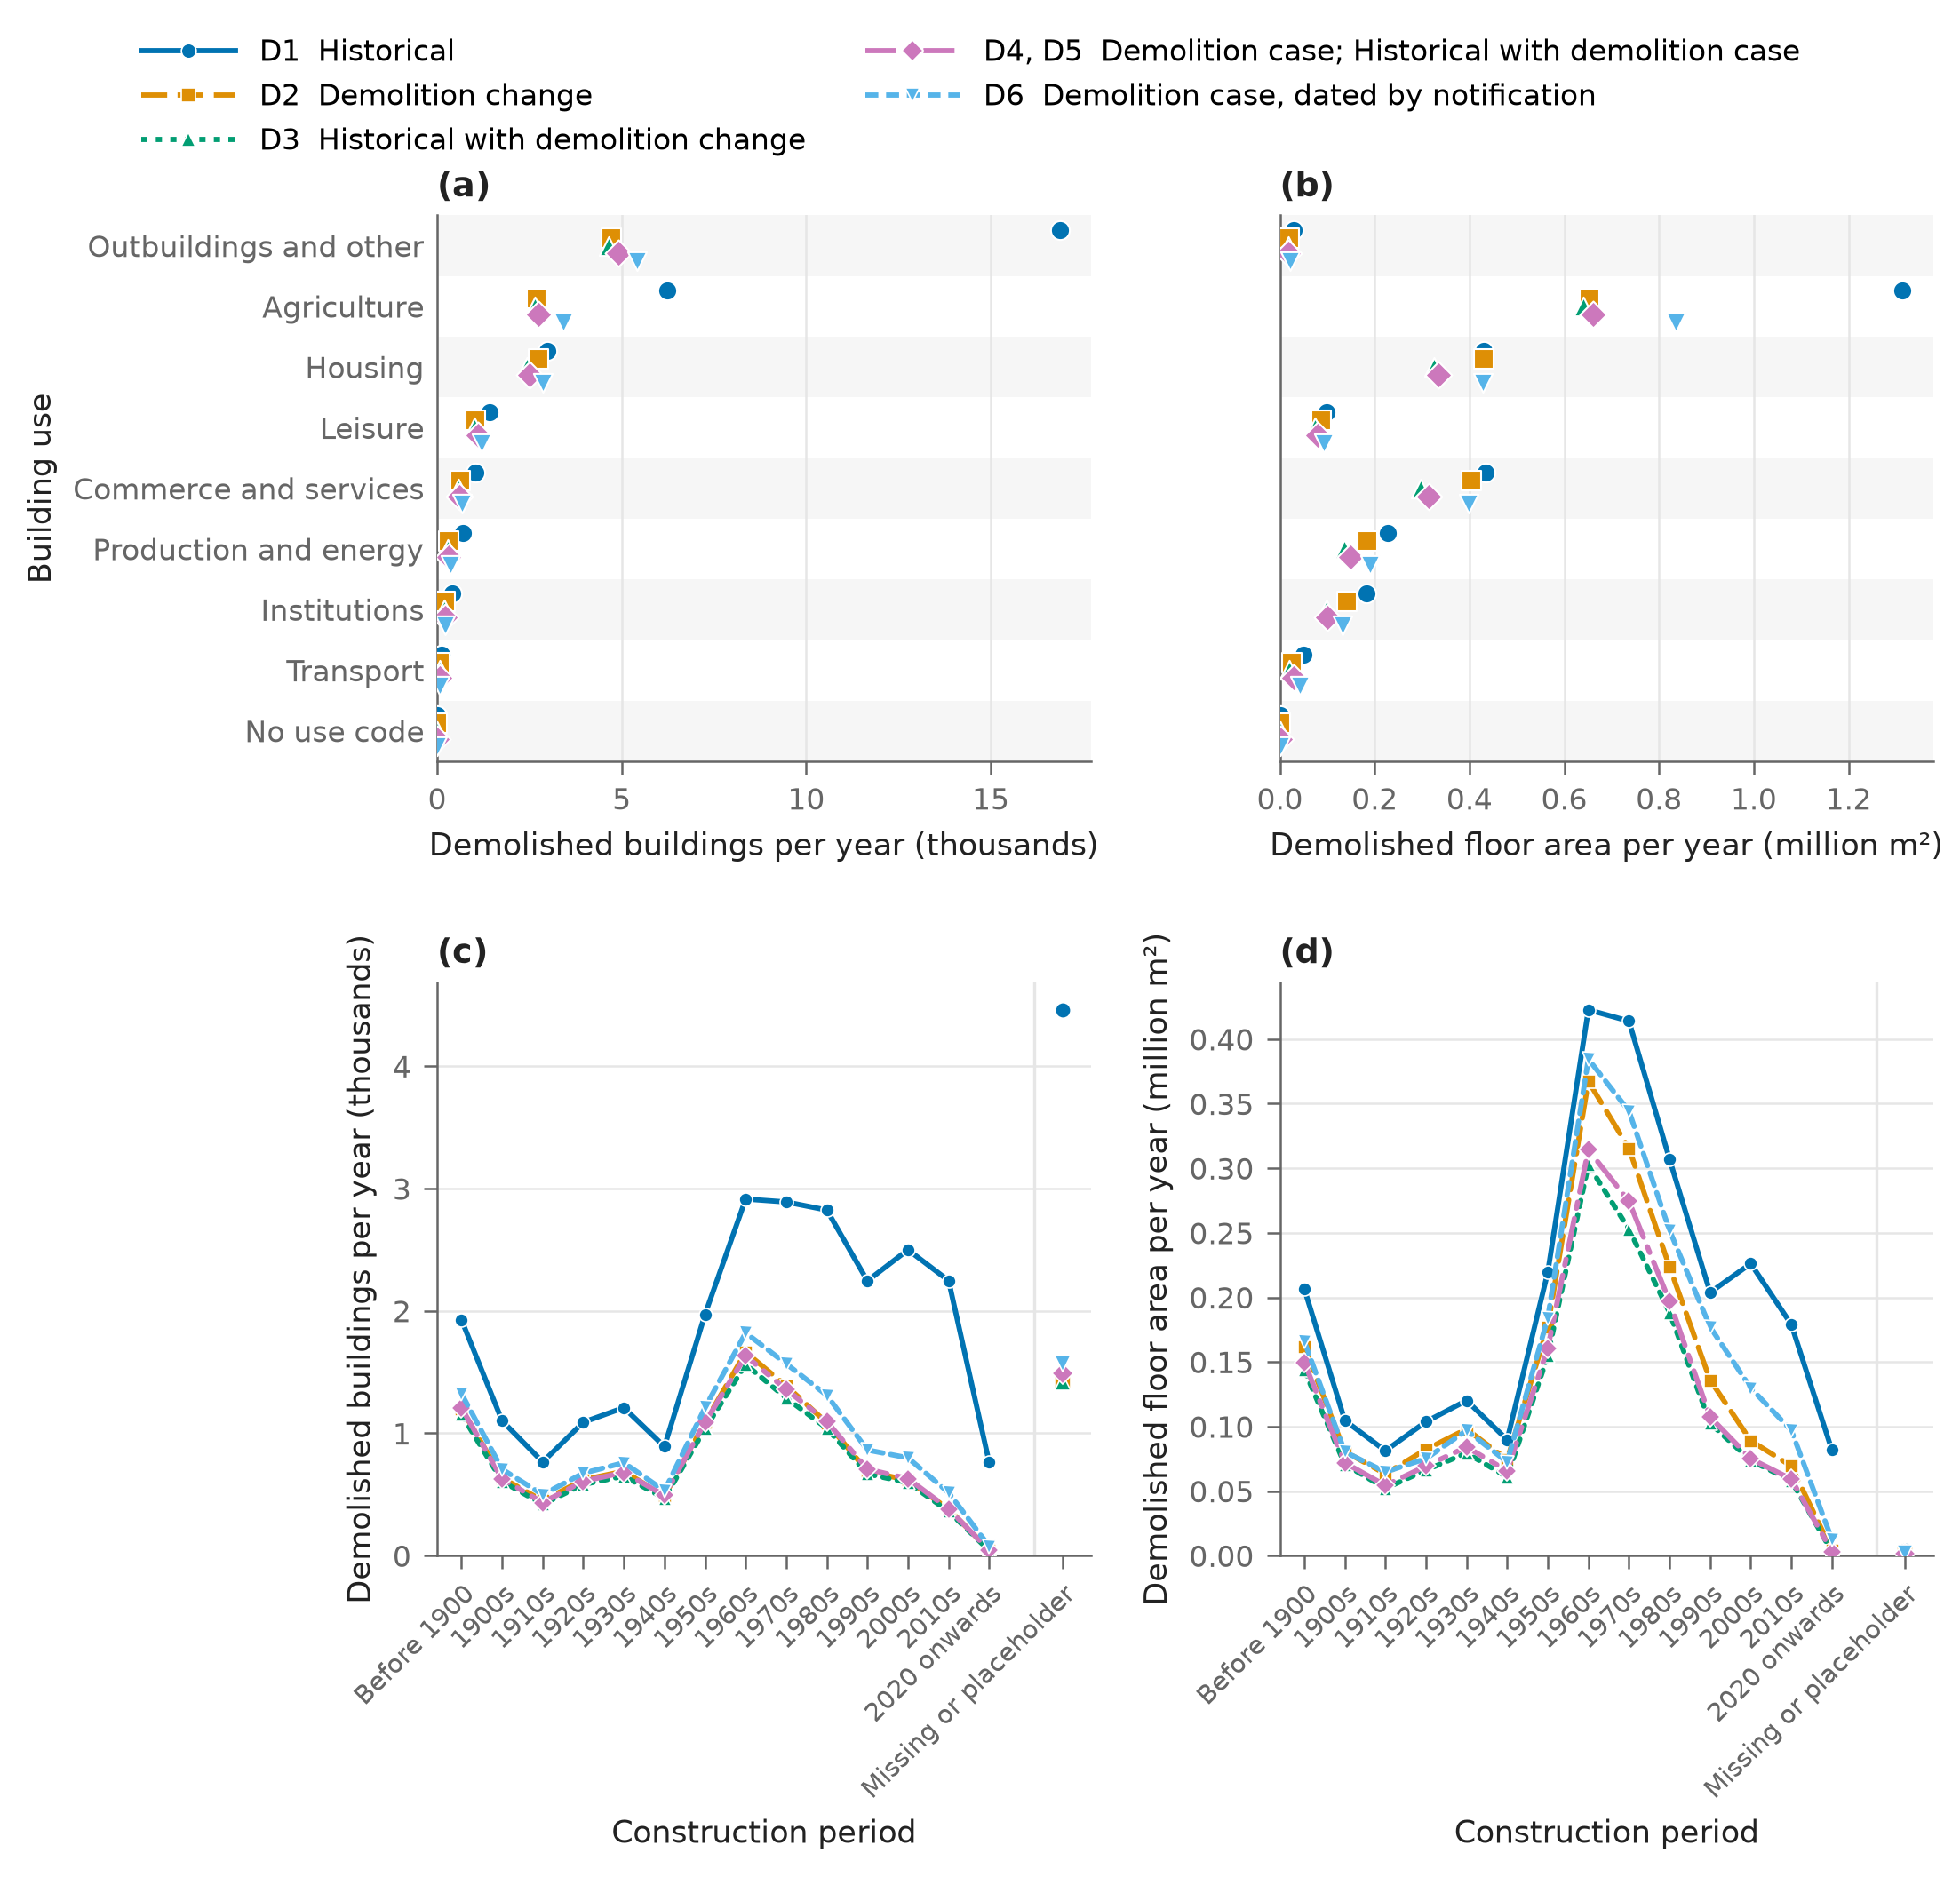 D1 Historical
D2 Demolition change
D3 Historical with demolition change
D4, D5 Demolition case; Historical with demolition case
D6 Demolition case, dated by notification
(a)
Building use
Outbuildings and other
Agriculture
Housing
Leisure
Commerce and services
Production and energy
Institutions
Transport
No use code
0 5 10 15
Demolished buildings per year (thousands)
(b)
0.0 0.2 0.4 0.6 0.8 1.0 1.2
Demolished floor area per year (million m²)
(c)
Demolished buildings per year (thousands)
4
3
2
1
0
Before 1900
1900s
1910s
1920s
1930s
1940s
1950s
1960s
1970s
1980s
1990s
2000s
2010s
2020 onwards
Missing or placeholder
Construction period
(d)
Demolished floor area per year (million m²)
0.40
0.35
0.30
0.25
0.20
0.15
0.10
0.05
0.00
Before 1900
1900s
1910s
1920s
1930s
1940s
1950s
1960s
1970s
1980s
1990s
2000s
2010s
2020 onwards
Missing or placeholder
Construction period